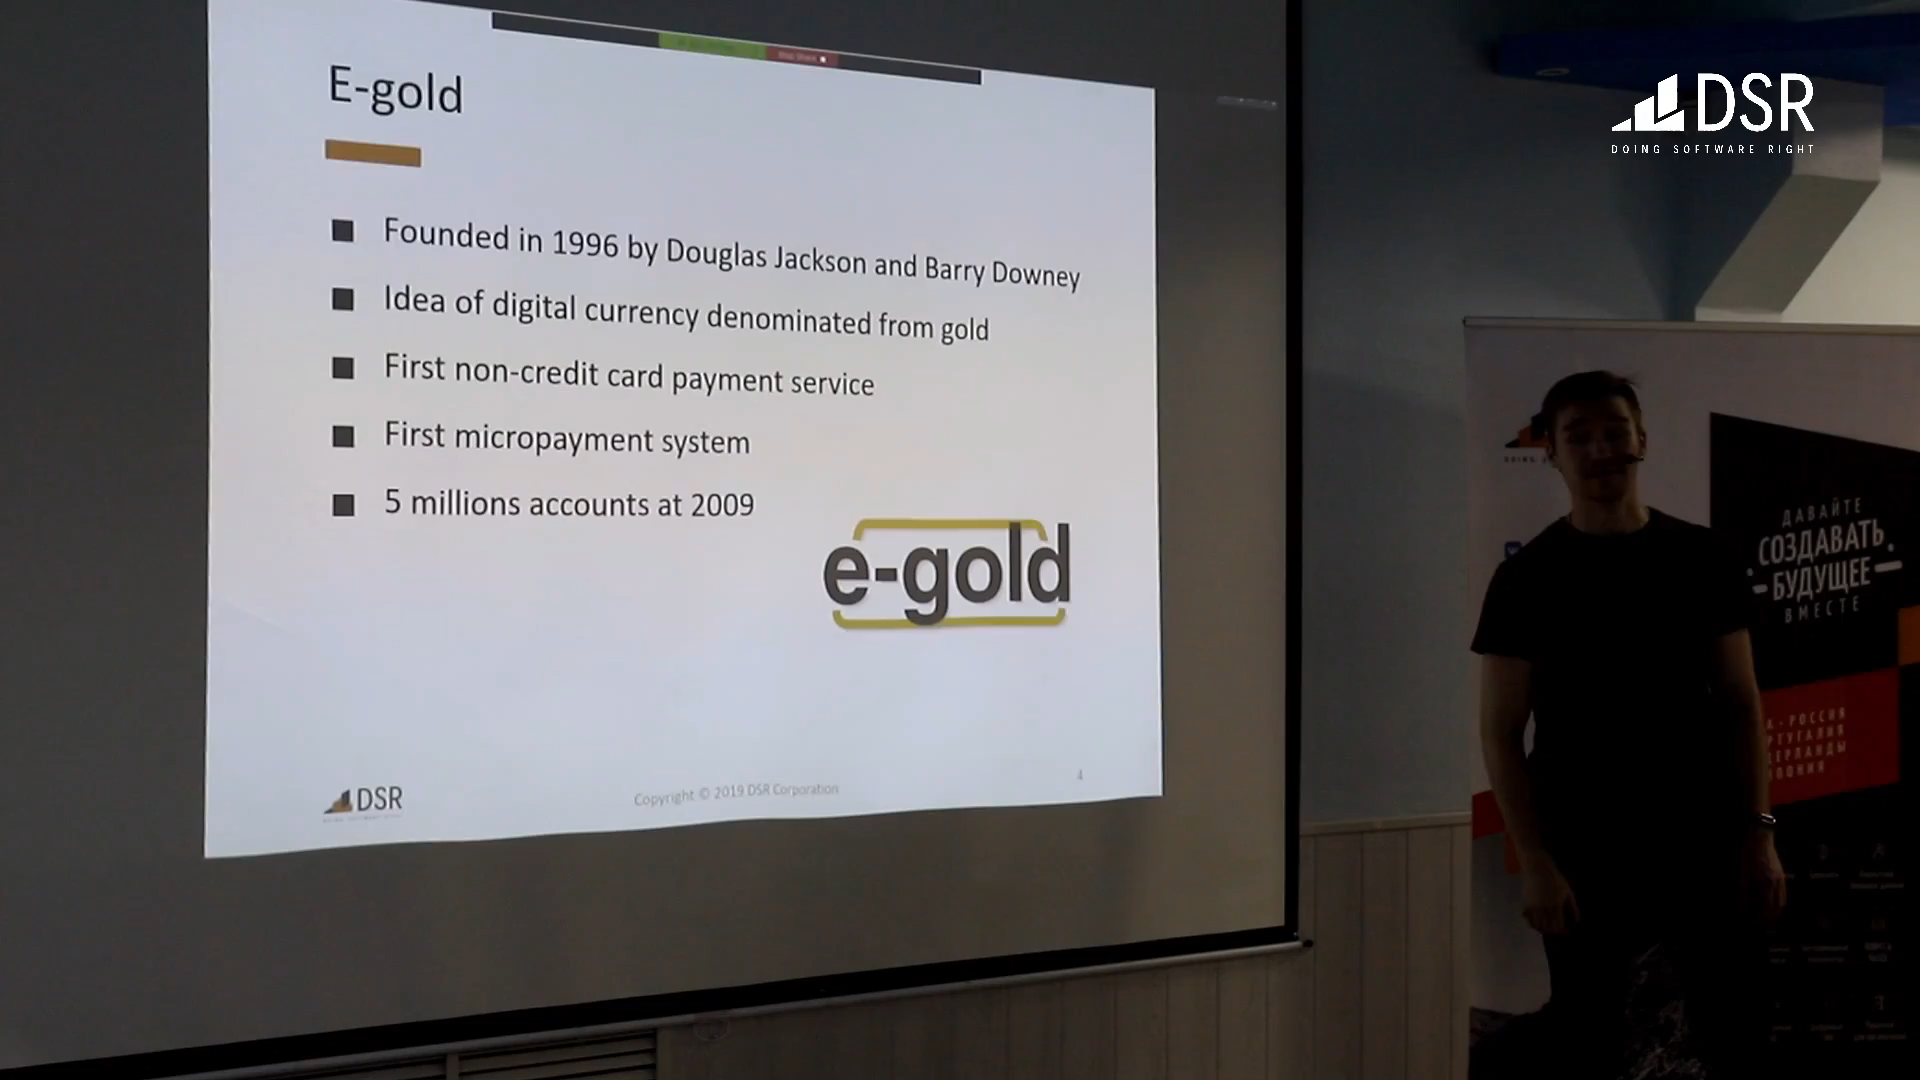 E-gold
Founded in 1996 by Douglas Jackson and Barry Downey
Idea of digital currency denominated from gold
First non-credit card payment service
First micropayment system
5 millions accounts at 2009
e-gold
DSR
Copyright © 2019 DSR Corporation
4
DSR
DOING SOFTWARE RIGHT
ДАВАЙТЕ
СОЗДАВАТЬ
БУДУЩЕЕ
ВМЕСТЕ
РОССИЯ